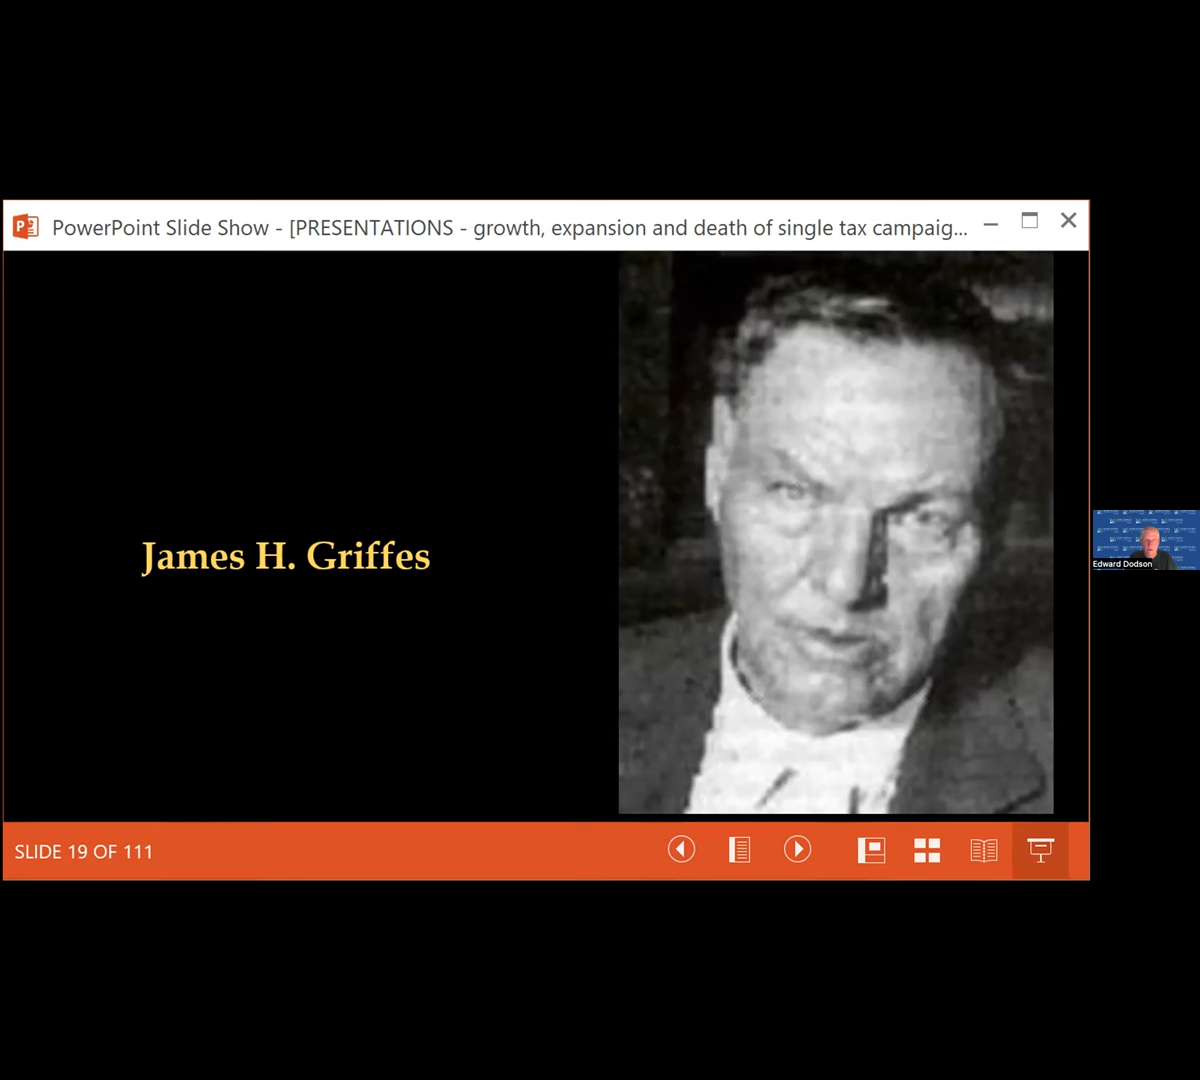 PowerPoint Slide Show - [PRESENTATIONS - growth, expansion and death of single tax campaig...
James H. Griffes
Edward Dodson
SLIDE 19 OF 111